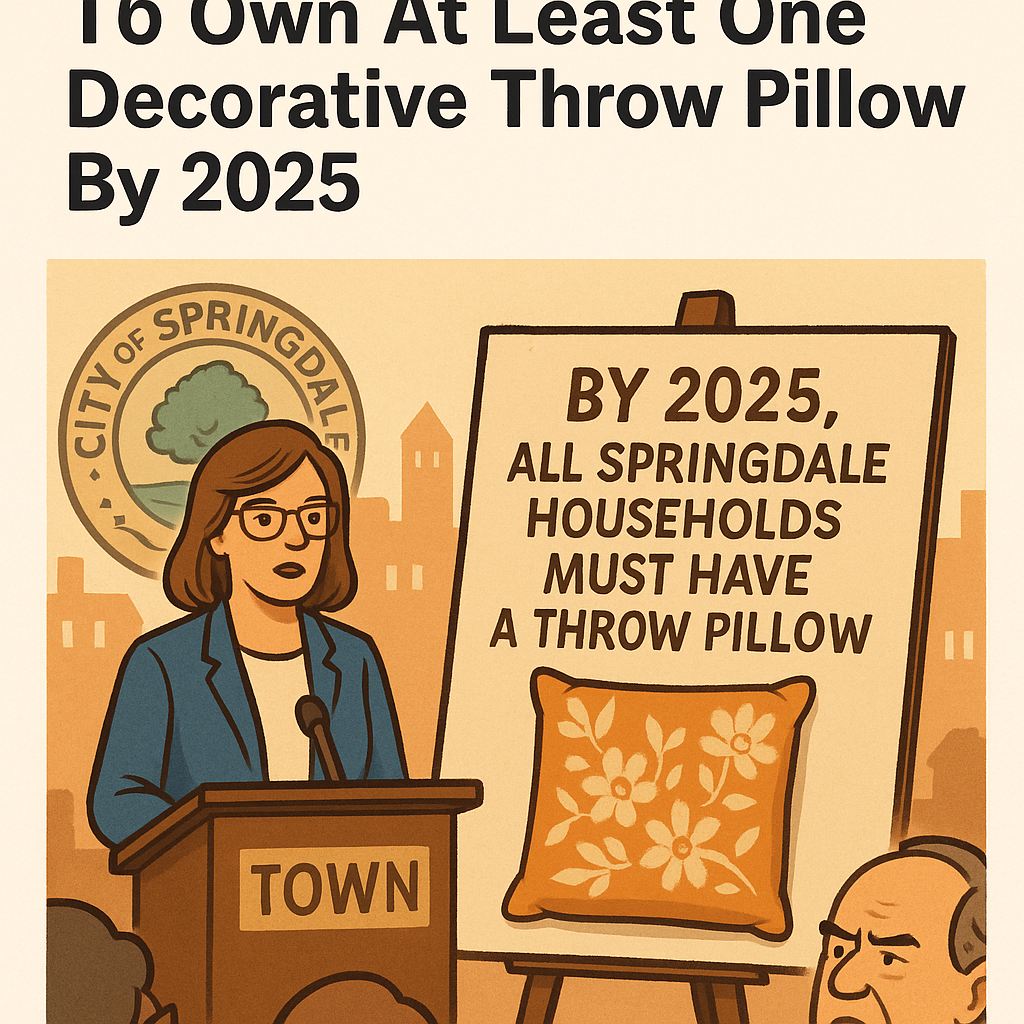 T6 Own At Least One
Decorative Throw Pillow
By 2025
CITY OF SPRINGDALE
BY 2025,
ALL SPRINGDALE
HOUSEHOLDS
MUST HAVE
A THROW PILLOW
TOWN